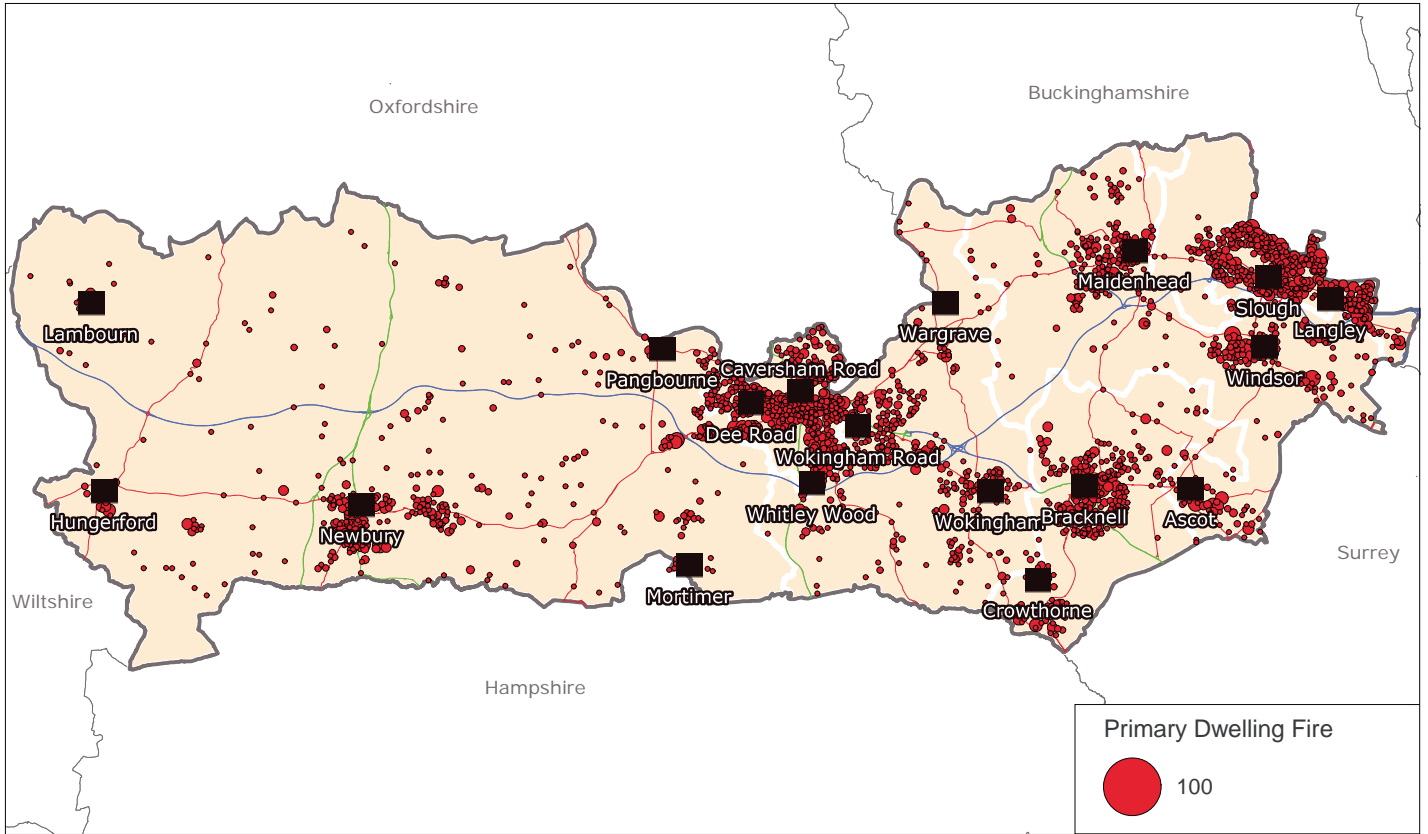 Buckinghamshire
Oxfordshire
Maidenhead
Slough
Langley
Lambourn
Wargrave
Caversham Road
Pangbourne
Windsor
Dee Road
Wokingham Road
Whitley Wood
Wokingham
Bracknell
Ascot
Hungerford
Newbury
Surrey
Mortimer
Wiltshire
Crowthorne
Hampshire
Primary Dwelling Fire
100